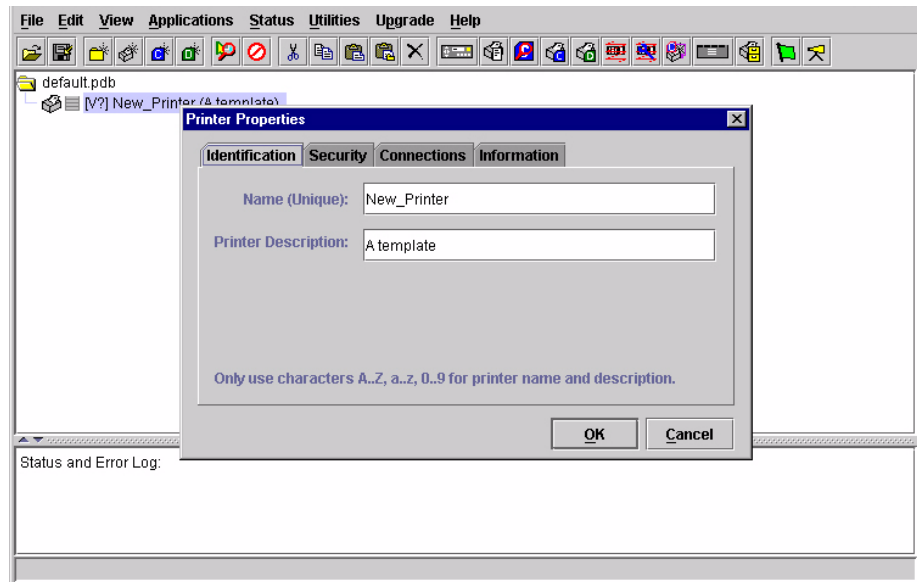 File Edit View Applications Status Utilities Upgrade Help
default.pdb
[V?] New_Printer (A template)
Printer Properties
Identification Security Connections Information
Name (Unique): New_Printer
Printer Description: A template
Only use characters A..Z, a..z, 0..9 for printer name and description.
OK Cancel
Status and Error Log: